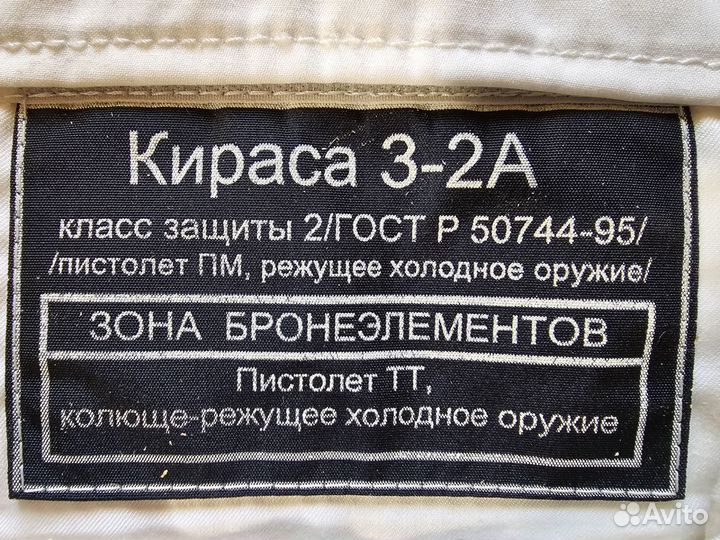 Кираса 3-2А
класс защиты 2/ГОСТ Р 50744-95/
/пистолет ПМ, режущее холодное оружие/
ЗОНА БРОНЕЭЛЕМЕНТОВ
Пистолет ТТ,
колюще-режущее холодное оружие
Avito